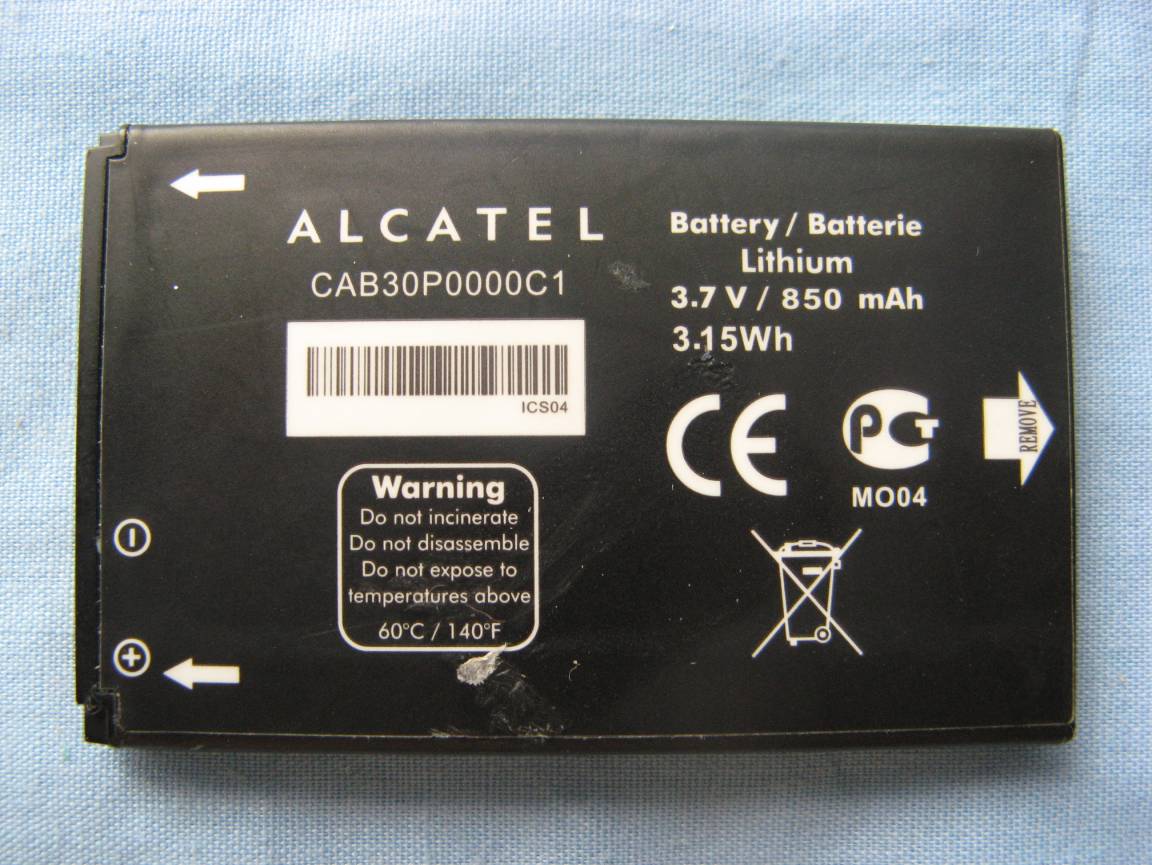 ALCATEL
CAB30P0000C1
ICS04
Warning
Do not incinerate
Do not disassemble
Do not expose to
temperatures above
60°C / 140°F
Battery / Batterie
Lithium
3.7 V / 850 mAh
3.15Wh
CE
РСТ
MO04
REMOVE